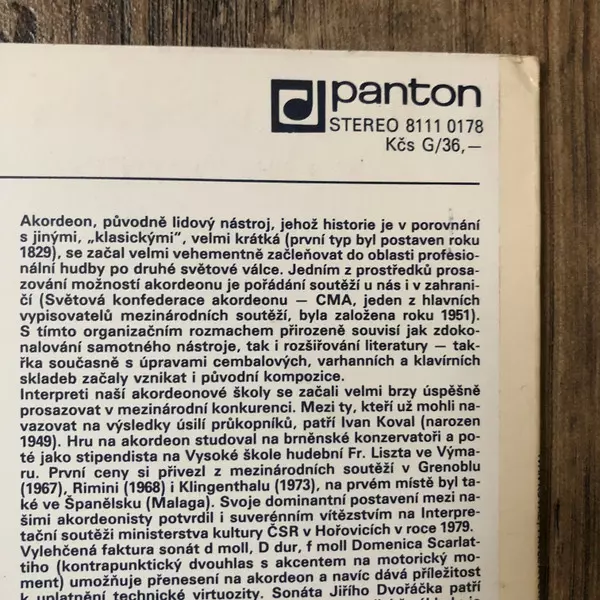 panton
STEREO 8111 0178
Kčs G/36,—
Akordeon, původně lidový nástroj, jehož historie je v porovnání
s jinými, „klasickými“, velmi krátká (první typ byl postaven roku
1829), se začal velmi vehementně začleňovat do oblasti profesio-
nální hudby po druhé světové válce. Jedním z prostředků prosa-
zování možností akordeonu je pořádání soutěží u nás i v zahrani-
čí (Světová konfederace akordeonu — CMA, jeden z hlavních
vypisovatelů mezinárodních soutěží, byla založena roku 1951).
S tímto organizačním rozmachem přirozeně souvisí jak zdoko-
nalování samotného nástroje, tak i rozšiřování literatury — tak-
řka současně s úpravami cembalových, varhanních a klavírních
skladeb začaly vznikat i původní kompozice.
Interpreti naší akordeonové školy se začali velmi brzy úspěšně
prosazovat v mezinárodní konkurenci. Mezi ty, kteří už mohli na-
vazovat na výsledky úsilí průkopníků, patří Ivan Koval (narozen
1949). Hru na akordeon studoval na brněnské konzervatoři a po-
té jako stipendista na Vysoké škole hudební Fr. Liszta ve Výma-
ru. První ceny si přivezl z mezinárodních soutěží v Grenoblu
(1967), Rimini (1968) i Klingenthalu (1973), na prvém místě byl ta-
ké ve Španělsku (Malaga). Svoje dominantní postavení mezi na-
šimi akordeonisty potvrdil i suverénním vítězstvím na Interpre-
tační soutěži ministerstva kultury ČSR v Hořovicích v roce 1979.
Vylehčená faktura sonát d moll, D dur, f moll Domenica Scarlat-
tiho (kontrapunktický dvouhlas s akcentem na motorický mo-
ment) umožňuje přenesení na akordeon a navíc dává příležitost
k uplatnění technické virtuozity. Sonáta Jiřího Dvořáčka patří